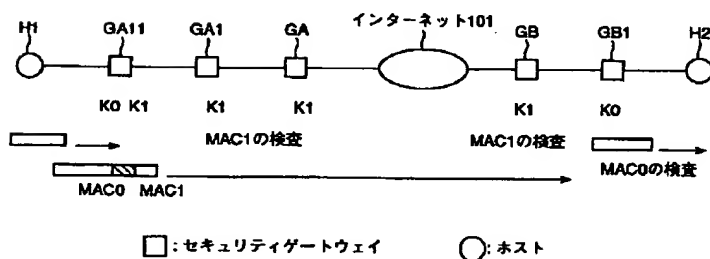 インターネット101
H1 GA11 GA1 GA GB GB1 H2
K0 K1 K1 K1 K1 K0
MAC1の検査 MAC1の検査
MAC0の検査
MAC0 MAC1
:セキュリティゲートウェイ :ホスト